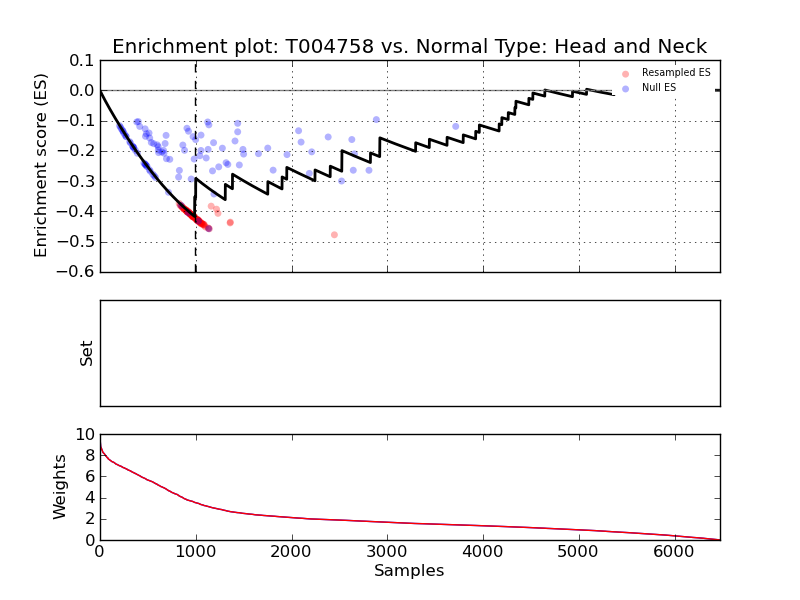 Enrichment plot: T004758 vs. Normal Type: Head and Neck
Enrichment score (ES)
0.1
0.0
−0.1
−0.2
−0.3
−0.4
−0.5
−0.6
Resampled ES
Null ES
Set
Weights
10
8
6
4
2
0
0 1000 2000 3000 4000 5000 6000
Samples